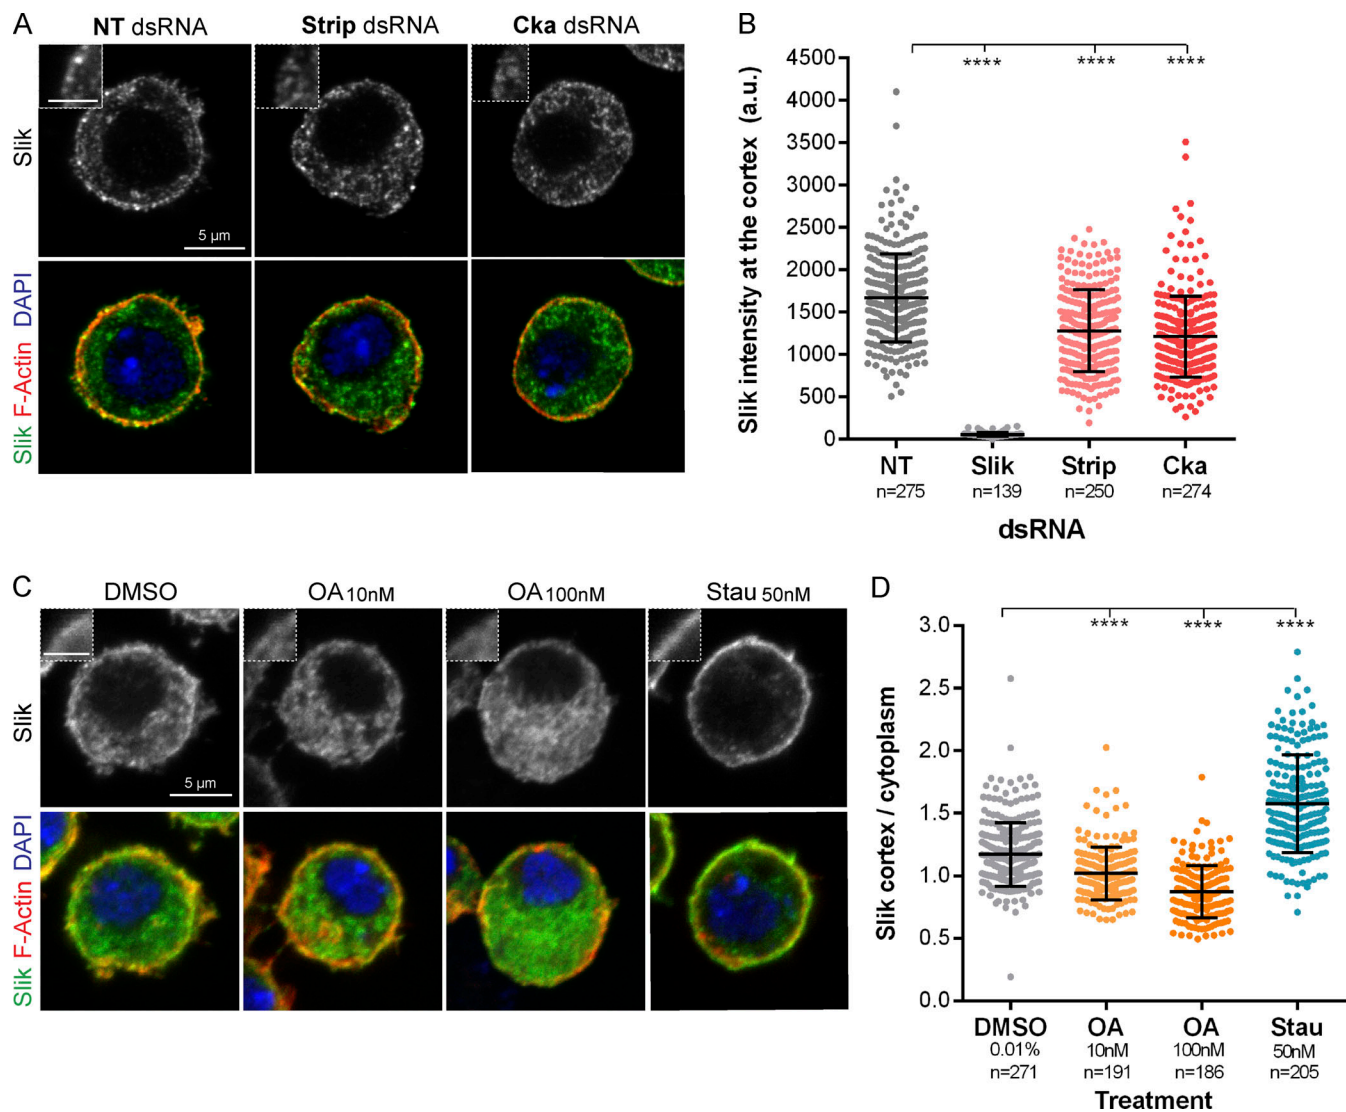 A
NT dsRNA
Strip dsRNA
Cka dsRNA
Slik
5 µm
Slik F-Actin DAPI
B
**** **** ****
Slik intensity at the cortex (a.u.)
4500
4000
3500
3000
2500
2000
1500
1000
500
0
NT Slik Strip Cka
n=275 n=139 n=250 n=274
dsRNA
C
DMSO OA 10nM OA 100nM Stau 50nM
Slik
5 µm
Slik F-Actin DAPI
D
**** **** ****
Slik cortex / cytoplasm
3.0
2.5
2.0
1.5
1.0
0.5
0.0
DMSO OA OA Stau
0.01% 10nM 100nM 50nM
n=271 n=191 n=186 n=205
Treatment